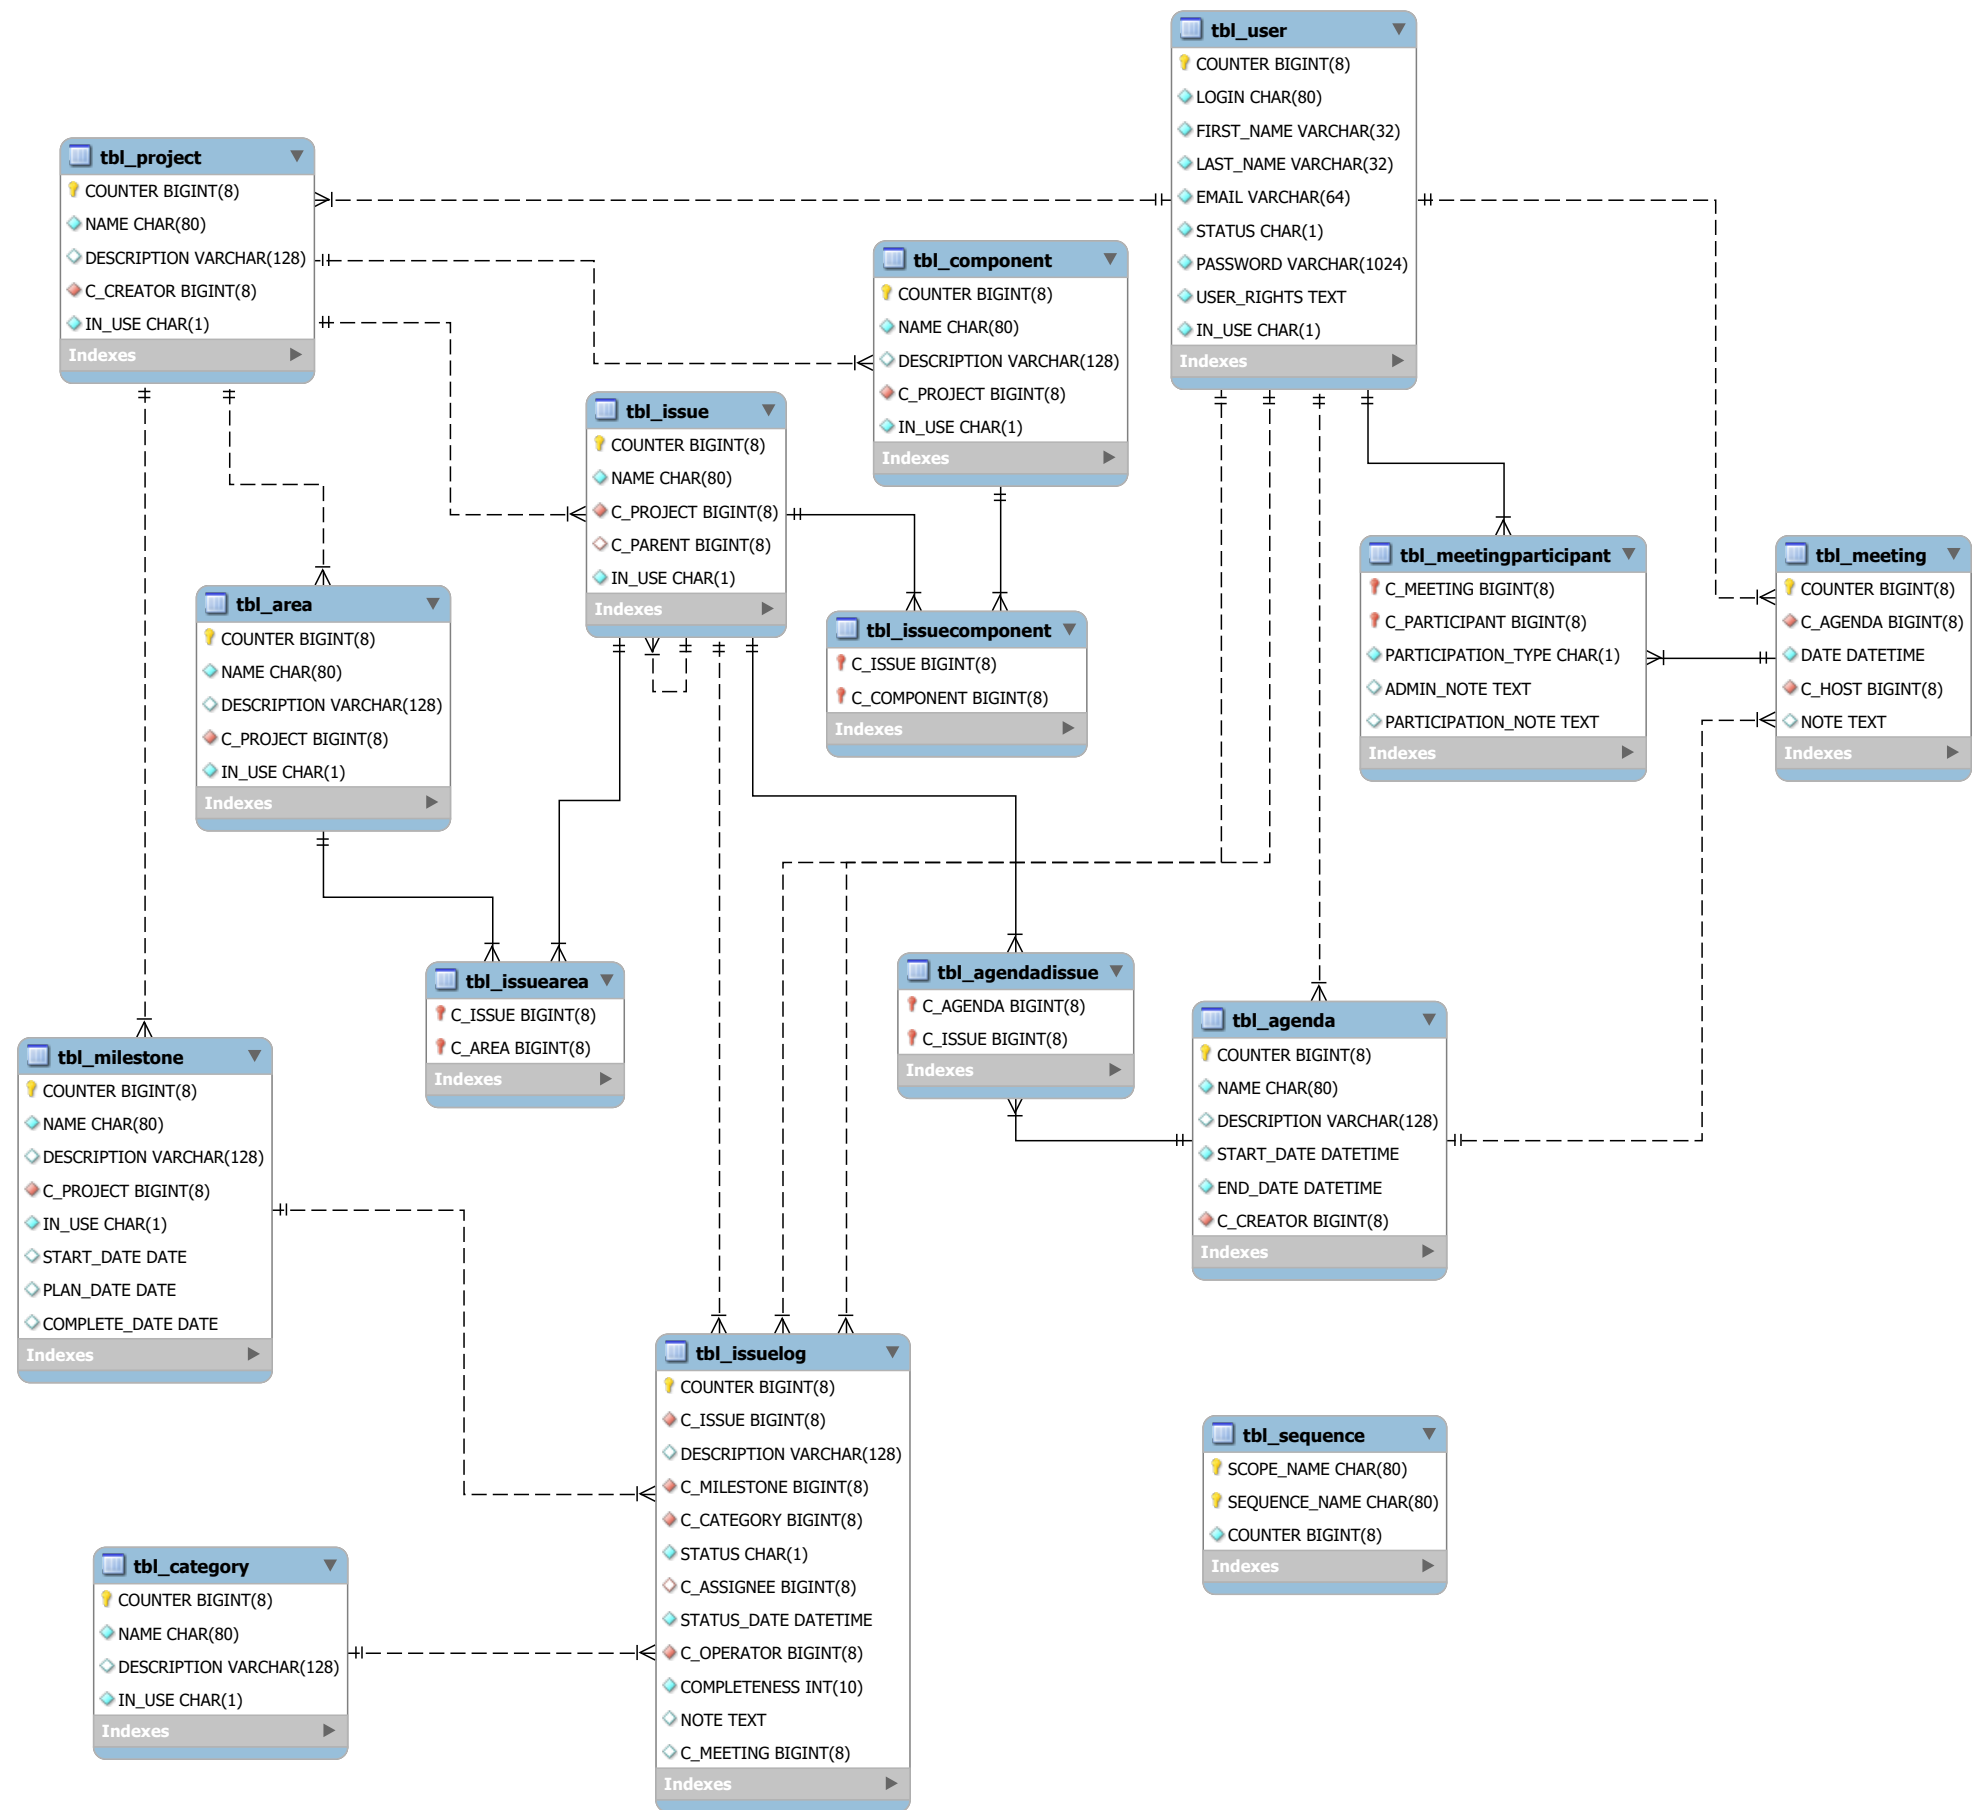 tbl_user
COUNTER BIGINT(8)
LOGIN CHAR(80)
FIRST_NAME VARCHAR(32)
LAST_NAME VARCHAR(32)
EMAIL VARCHAR(64)
STATUS CHAR(1)
PASSWORD VARCHAR(1024)
USER_RIGHTS TEXT
IN_USE CHAR(1)
Indexes
tbl_project
COUNTER BIGINT(8)
NAME CHAR(80)
DESCRIPTION VARCHAR(128)
C_CREATOR BIGINT(8)
IN_USE CHAR(1)
Indexes
tbl_component
COUNTER BIGINT(8)
NAME CHAR(80)
DESCRIPTION VARCHAR(128)
C_PROJECT BIGINT(8)
IN_USE CHAR(1)
Indexes
tbl_issue
COUNTER BIGINT(8)
NAME CHAR(80)
C_PROJECT BIGINT(8)
C_PARENT BIGINT(8)
IN_USE CHAR(1)
Indexes
tbl_meetingparticipant
C_MEETING BIGINT(8)
C_PARTICIPANT BIGINT(8)
PARTICIPATION_TYPE CHAR(1)
ADMIN_NOTE TEXT
PARTICIPATION_NOTE TEXT
Indexes
tbl_meeting
COUNTER BIGINT(8)
C_AGENDA BIGINT(8)
DATE DATETIME
C_HOST BIGINT(8)
NOTE TEXT
Indexes
tbl_area
COUNTER BIGINT(8)
NAME CHAR(80)
DESCRIPTION VARCHAR(128)
C_PROJECT BIGINT(8)
IN_USE CHAR(1)
Indexes
tbl_issuecomponent
C_ISSUE BIGINT(8)
C_COMPONENT BIGINT(8)
Indexes
tbl_issuearea
C_ISSUE BIGINT(8)
C_AREA BIGINT(8)
Indexes
tbl_agendadissue
C_AGENDA BIGINT(8)
C_ISSUE BIGINT(8)
Indexes
tbl_agenda
COUNTER BIGINT(8)
NAME CHAR(80)
DESCRIPTION VARCHAR(128)
START_DATE DATETIME
END_DATE DATETIME
C_CREATOR BIGINT(8)
Indexes
tbl_milestone
COUNTER BIGINT(8)
NAME CHAR(80)
DESCRIPTION VARCHAR(128)
C_PROJECT BIGINT(8)
IN_USE CHAR(1)
START_DATE DATE
PLAN_DATE DATE
COMPLETE_DATE DATE
Indexes
tbl_issuelog
COUNTER BIGINT(8)
C_ISSUE BIGINT(8)
DESCRIPTION VARCHAR(128)
C_MILESTONE BIGINT(8)
C_CATEGORY BIGINT(8)
STATUS CHAR(1)
C_ASSIGNEE BIGINT(8)
STATUS_DATE DATETIME
C_OPERATOR BIGINT(8)
COMPLETENESS INT(10)
NOTE TEXT
C_MEETING BIGINT(8)
Indexes
tbl_sequence
SCOPE_NAME CHAR(80)
SEQUENCE_NAME CHAR(80)
COUNTER BIGINT(8)
Indexes
tbl_category
COUNTER BIGINT(8)
NAME CHAR(80)
DESCRIPTION VARCHAR(128)
IN_USE CHAR(1)
Indexes